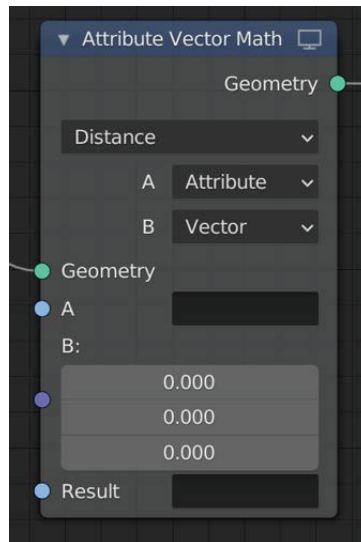 Attribute Vector Math
Geometry
Distance
A Attribute
B Vector
Geometry
A
B:
0.000
0.000
0.000
Result